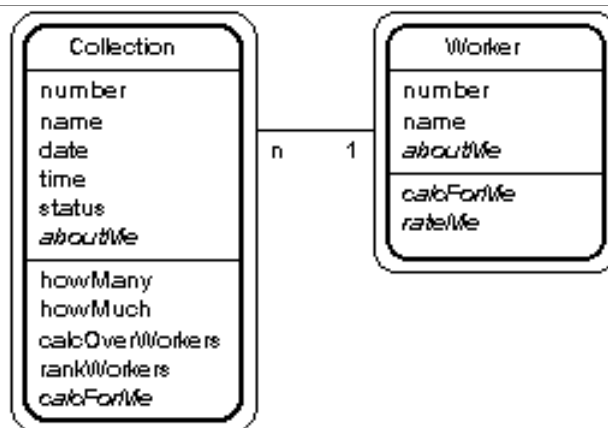 Collection
number
name
date
time
status
aboutMe
howMany
howMuch
calcOverWorkers
rankWorkers
calcForMe
n 1
Worker
number
name
aboutMe
calcForMe
rateMe